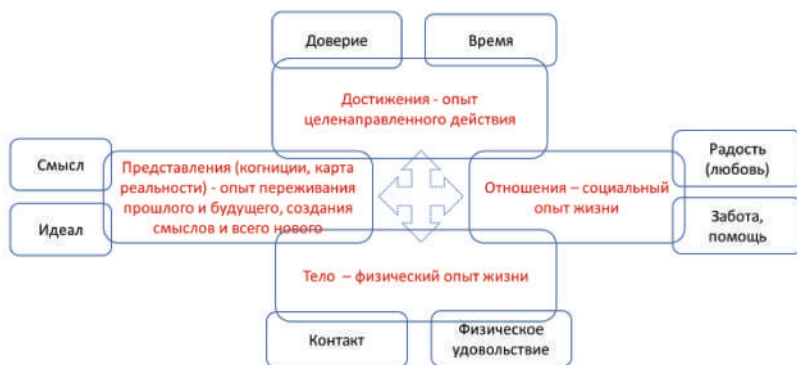 Доверие
Время
Достижения - опыт
целенаправленного действия
Смысл
Идеал
Представления (когниции, карта
реальности) - опыт переживания
прошлого и будущего, создания
смыслов и всего нового
Отношения – социальный
опыт жизни
Радость
(любовь)
Забота,
помощь
Тело – физический опыт жизни
Контакт
Физическое
удовольствие